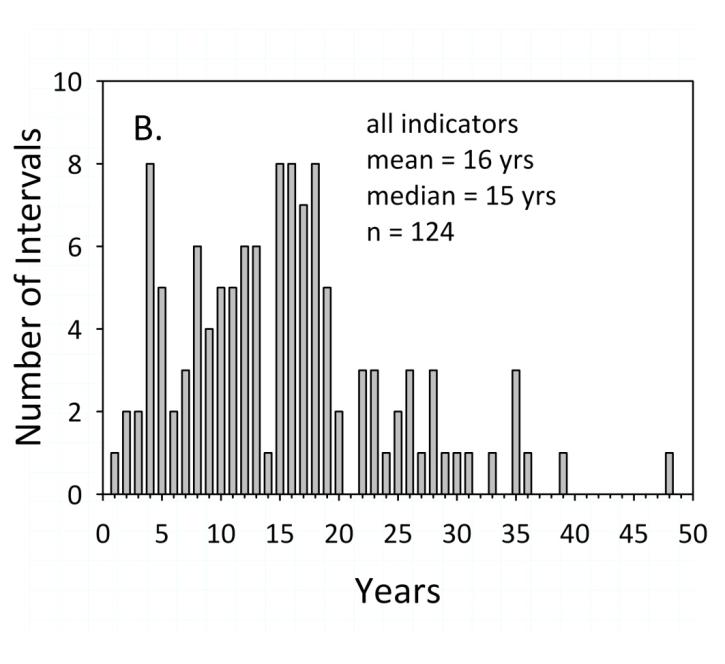 10
8
6
4
2
0
Number of Intervals
B.
all indicators
mean = 16 yrs
median = 15 yrs
n = 124
0 5 10 15 20 25 30 35 40 45 50
Years